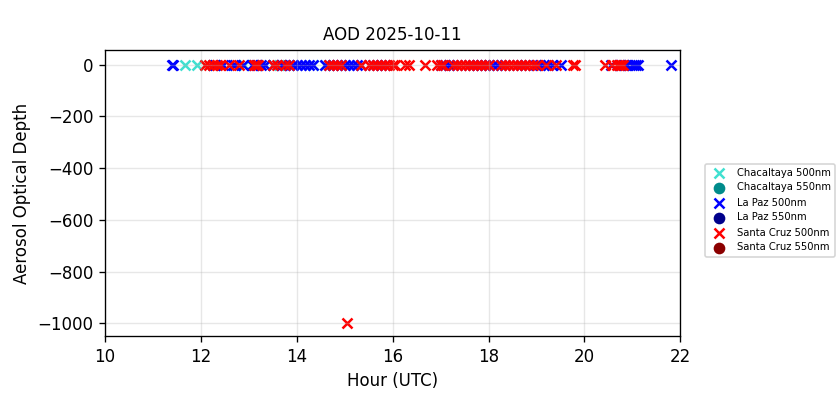 AOD 2025-10-11
Aerosol Optical Depth
0
−200
−400
−600
−800
−1000
10 12 14 16 18 20 22
Hour (UTC)
Chacaltaya 500nm
Chacaltaya 550nm
La Paz 500nm
La Paz 550nm
Santa Cruz 500nm
Santa Cruz 550nm